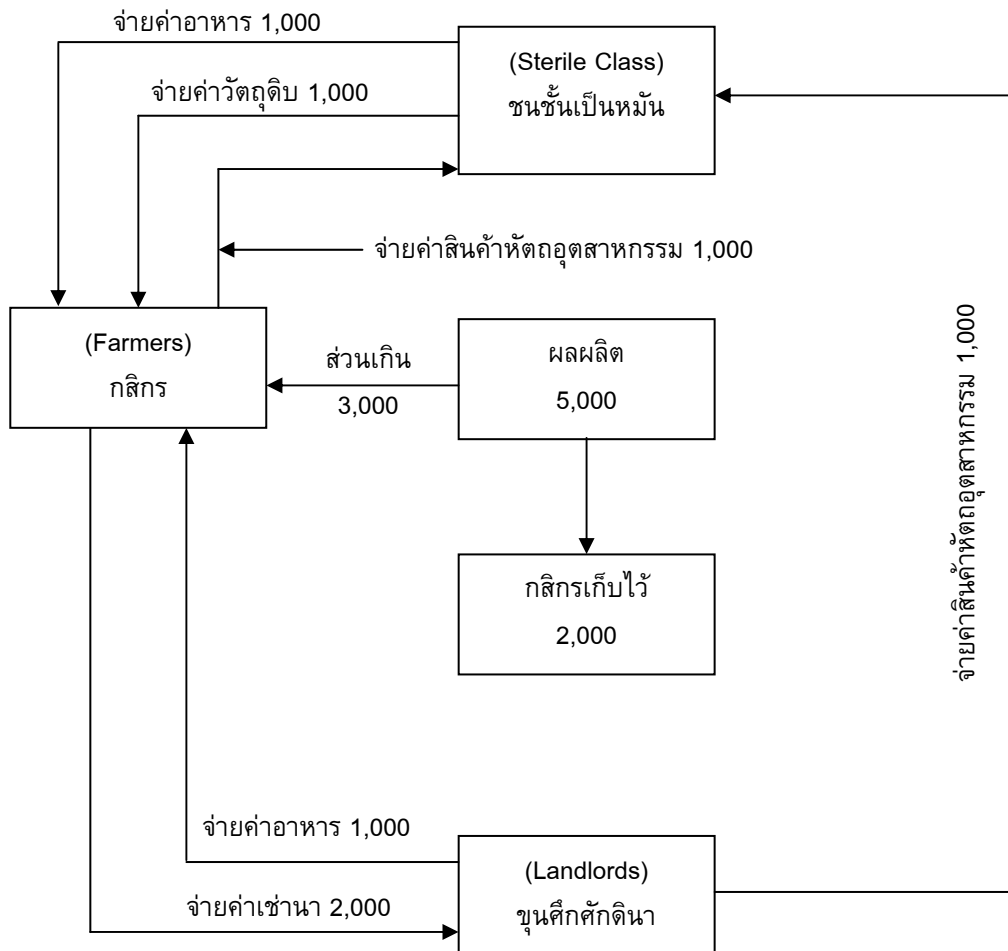 จ่ายค่าอาหาร 1,000
(Sterile Class)
ชนชั้นเป็นหมัน
จ่ายค่าวัตถุดิบ 1,000
จ่ายค่าสินค้าหัตถอุตสาหกรรม 1,000
(Farmers)
กสิกร
ส่วนเกิน
3,000
ผลผลิต
5,000
จ่ายค่าสินค้าหัตถอุตสาหกรรม 1,000
กสิกรเก็บไว้
2,000
จ่ายค่าอาหาร 1,000
(Landlords)
ขุนศึกศักดินา
จ่ายค่าเช่านา 2,000